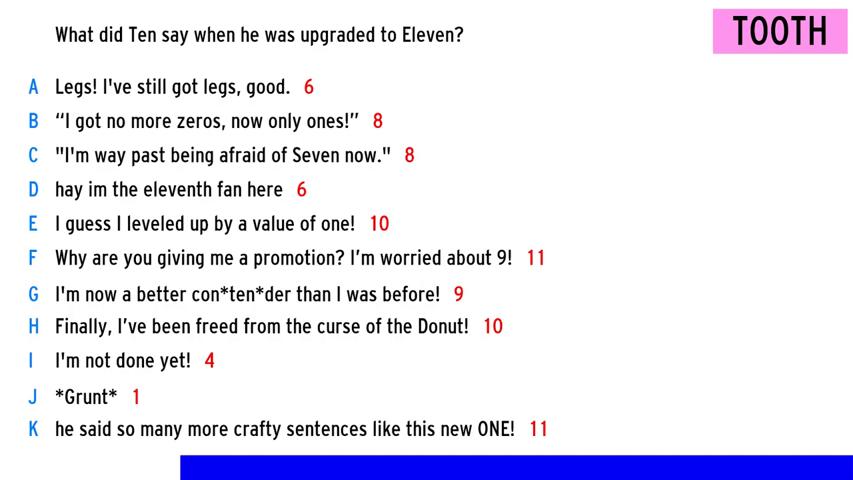 What did Ten say when he was upgraded to Eleven?
TOOTH
A Legs! I've still got legs, good. 6
B “I got no more zeros, now only ones!” 8
C "I'm way past being afraid of Seven now." 8
D hay im the eleventh fan here 6
E I guess I leveled up by a value of one! 10
F Why are you giving me a promotion? I’m worried about 9! 11
G I'm now a better con*ten*der than I was before! 9
H Finally, I’ve been freed from the curse of the Donut! 10
I I'm not done yet! 4
J *Grunt* 1
K he said so many more crafty sentences like this new ONE! 11